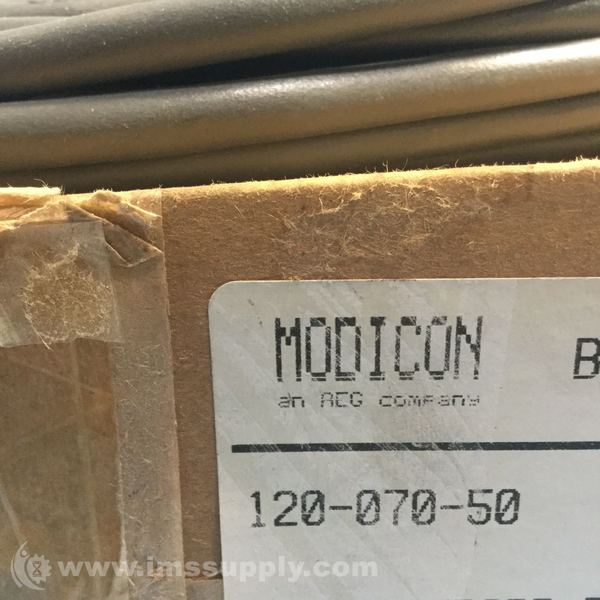 MODICON B
an AEG company
120-070-50
www.imssupply.com